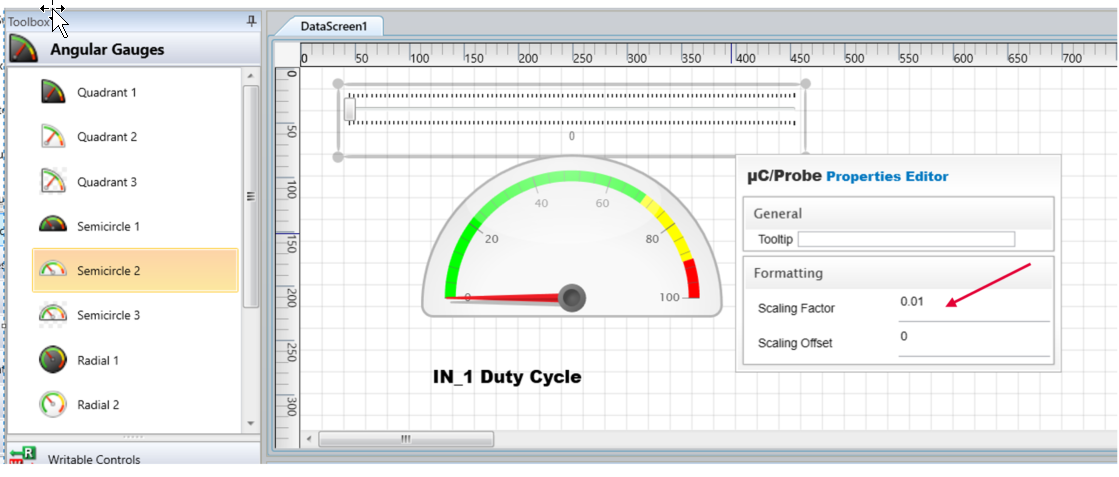 Toolbox
Angular Gauges
Quadrant 1
Quadrant 2
Quadrant 3
Semicircle 1
Semicircle 2
Semicircle 3
Radial 1
Radial 2
Writable Controls
DataScreen1
0 50 100 150 200 250 300 350 400 450 500 550 600 650 700
0
50
100
150
200
250
300
0
0 20 40 60 80 100
IN_1 Duty Cycle
µC/Probe Properties Editor
General
Tooltip
Formatting
Scaling Factor 0.01
Scaling Offset 0